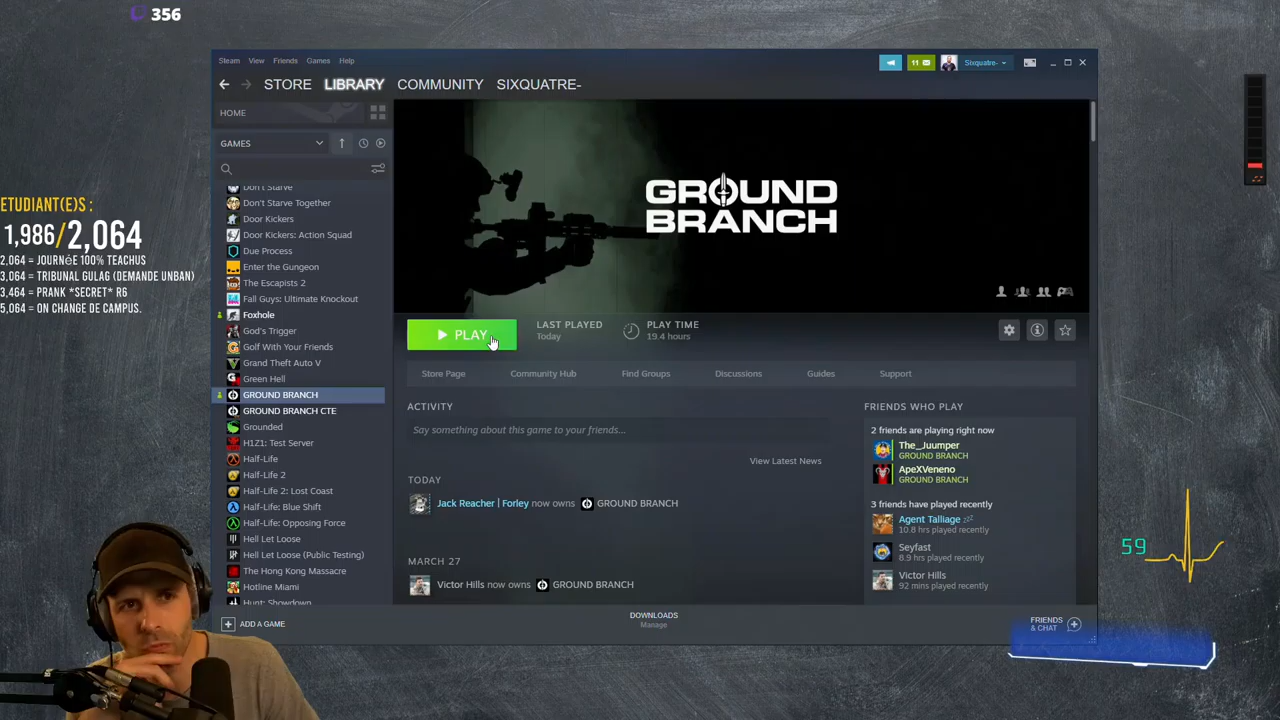 356
Steam View Friends Games Help
11
Sixquatre-
STORE LIBRARY COMMUNITY SIXQUATRE-
HOME
GAMES
Don't Starve
Don't Starve Together
Door Kickers
Door Kickers: Action Squad
Due Process
Enter the Gungeon
The Escapists 2
Fall Guys: Ultimate Knockout
Foxhole
God's Trigger
Golf With Your Friends
Grand Theft Auto V
Green Hell
GROUND BRANCH
GROUND BRANCH CTE
Grounded
H1Z1: Test Server
Half-Life
Half-Life 2
Half-Life 2: Lost Coast
Half-Life: Blue Shift
Half-Life: Opposing Force
Hell Let Loose
Hell Let Loose (Public Testing)
The Hong Kong Massacre
Hotline Miami
Hunt: Showdown
ADD A GAME
GROUND
BRANCH
PLAY
LAST PLAYED
Today
PLAY TIME
19.4 hours
Store Page Community Hub Find Groups Discussions Guides Support
ACTIVITY
Say something about this game to your friends...
View Latest News
TODAY
Jack Reacher | Forley now owns GROUND BRANCH
MARCH 27
Victor Hills now owns GROUND BRANCH
FRIENDS WHO PLAY
2 friends are playing right now
The_Juumper
GROUND BRANCH
ApeXVeneno
GROUND BRANCH
3 friends have played recently
Agent Talliage zzz
10.8 hrs played recently
Seyfast
8.9 hrs played recently
Victor Hills
92 mins played recently
DOWNLOADS
Manage
FRIENDS
& CHAT
ETUDIANT(E)S :
1,986/2,064
2,064 = JOURNÉE 100% TEACHUS
3,064 = TRIBUNAL GULAG (DEMANDE UNBAN)
3,464 = PRANK *SECRET* R6
5,064 = ON CHANGE DE CAMPUS.
59